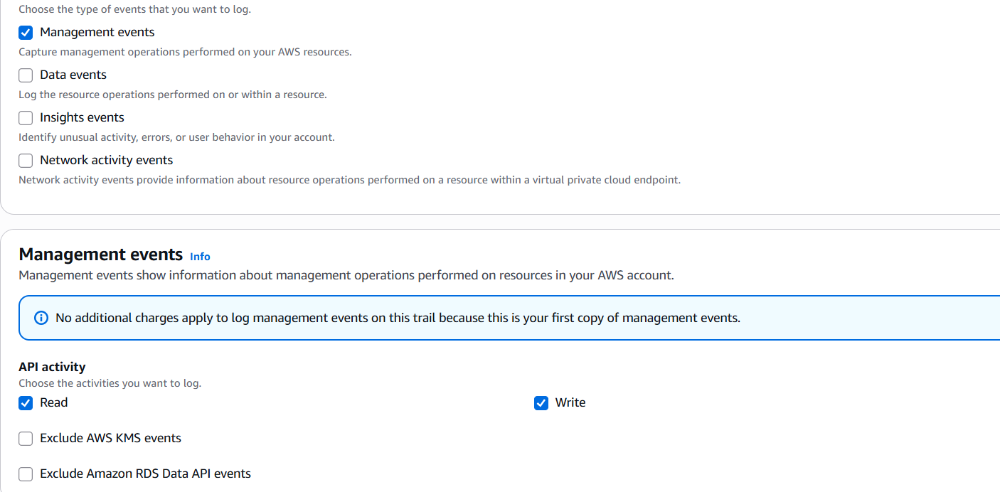 Choose the type of events that you want to log.
Management events
Capture management operations performed on your AWS resources.
Data events
Log the resource operations performed on or within a resource.
Insights events
Identify unusual activity, errors, or user behavior in your account.
Network activity events
Network activity events provide information about resource operations performed on a resource within a virtual private cloud endpoint.
Management events Info
Management events show information about management operations performed on resources in your AWS account.
No additional charges apply to log management events on this trail because this is your first copy of management events.
API activity
Choose the activities you want to log.
Read Write
Exclude AWS KMS events
Exclude Amazon RDS Data API events